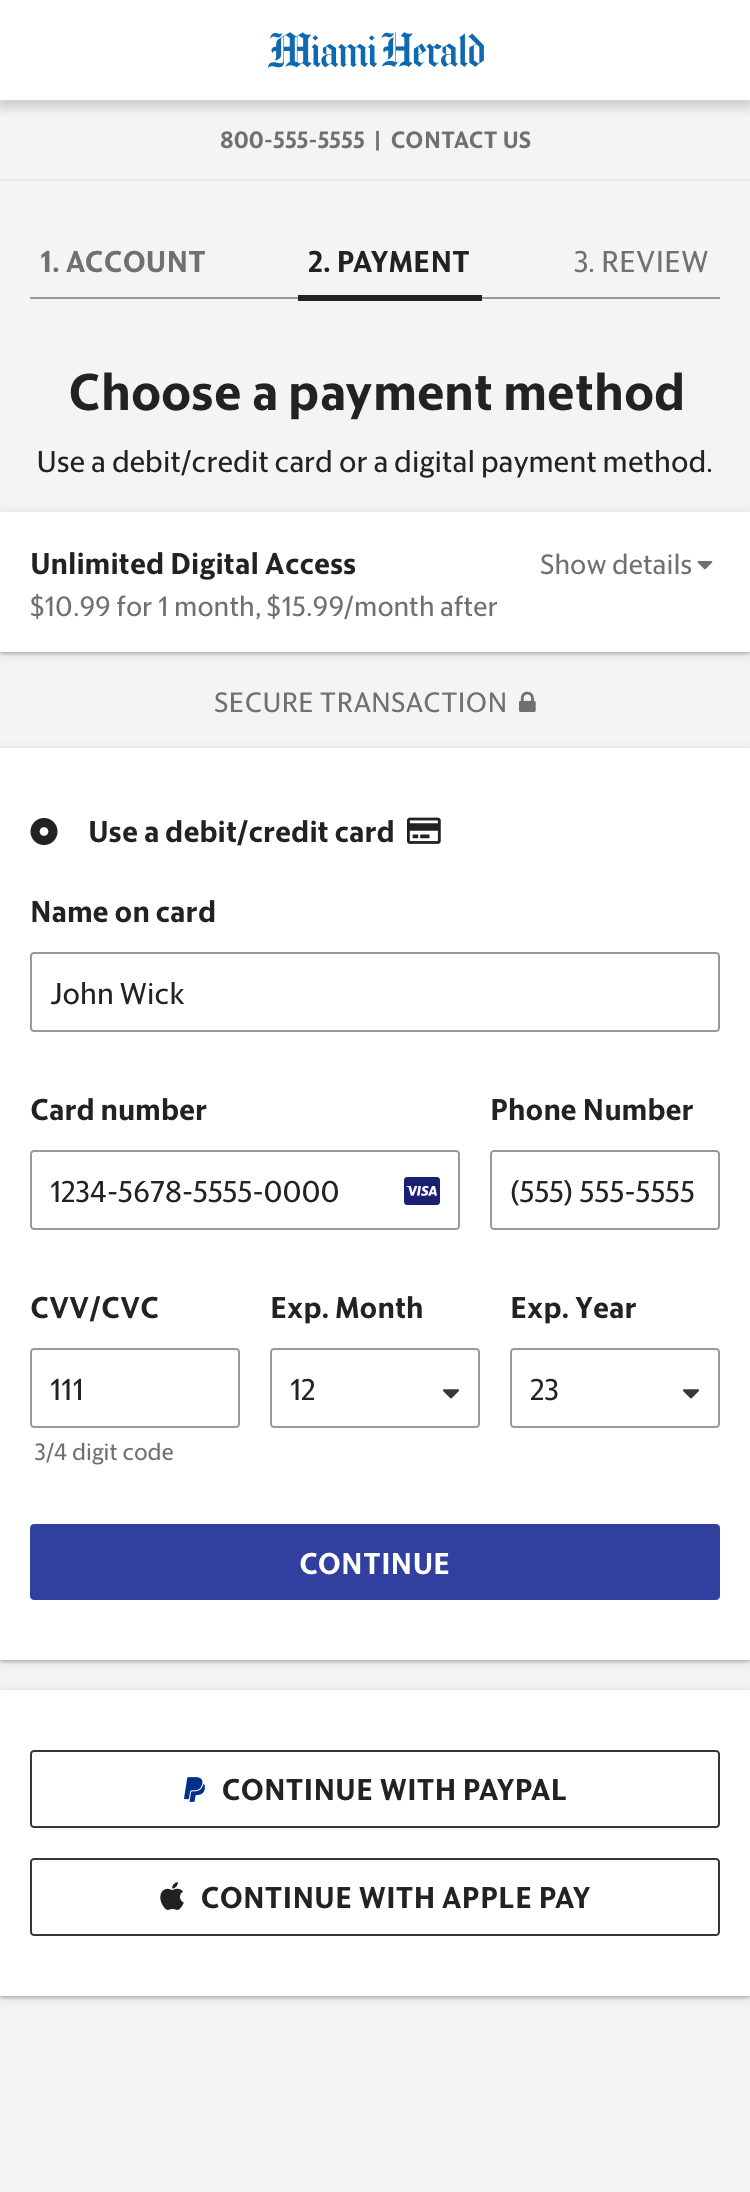 Miami Herald
800-555-5555 | CONTACT US
1. ACCOUNT 2. PAYMENT 3. REVIEW
Choose a payment method
Use a debit/credit card or a digital payment method.
Unlimited Digital Access Show details
$10.99 for 1 month, $15.99/month after
SECURE TRANSACTION
Use a debit/credit card
Name on card
John Wick
Card number Phone Number
1234-5678-5555-0000 VISA (555) 555-5555
CVV/CVC Exp. Month Exp. Year
111 12 23
3/4 digit code
CONTINUE
CONTINUE WITH PAYPAL
CONTINUE WITH APPLE PAY